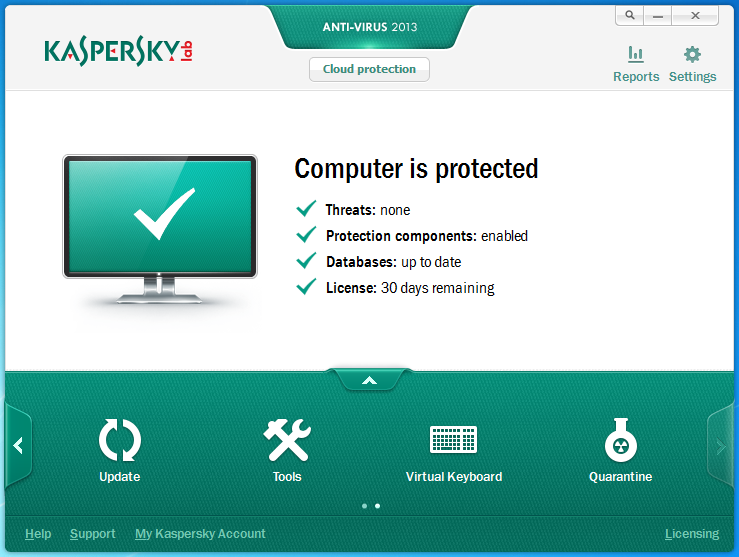 ANTI-VIRUS 2013
KASPERSKY lab
Cloud protection
Reports
Settings
Computer is protected
Threats: none
Protection components: enabled
Databases: up to date
License: 30 days remaining
Update
Tools
Virtual Keyboard
Quarantine
Help
Support
My Kaspersky Account
Licensing